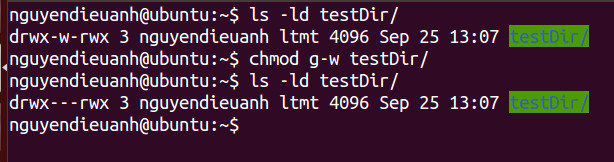 nguyendieuanh@ubuntu:~$ ls -ld testDir/
drwx-w-rwx 3 nguyendieuanh ltmt 4096 Sep 25 13:07 testDir/
nguyendieuanh@ubuntu:~$ chmod g-w testDir/
nguyendieuanh@ubuntu:~$ ls -ld testDir/
drwx---rwx 3 nguyendieuanh ltmt 4096 Sep 25 13:07 testDir/
nguyendieuanh@ubuntu:~$